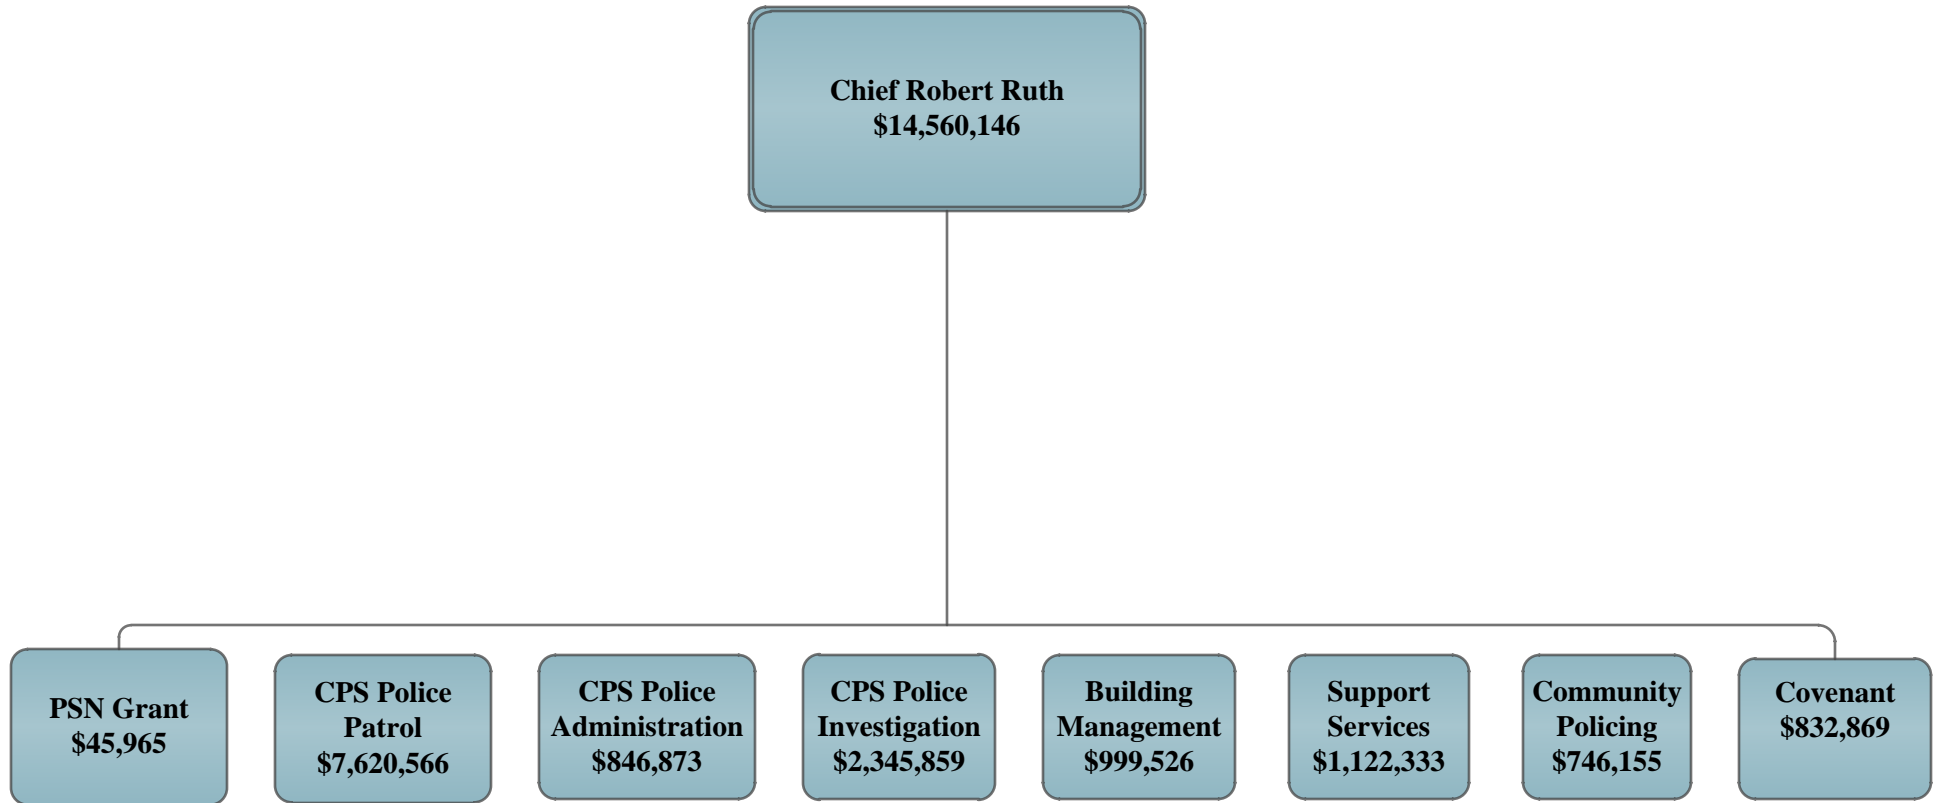 Chief Robert Ruth
$14,560,146
PSN Grant
$45,965
CPS Police
Patrol
$7,620,566
CPS Police
Administration
$846,873
CPS Police
Investigation
$2,345,859
Building
Management
$999,526
Support
Services
$1,122,333
Community
Policing
$746,155
Covenant
$832,869